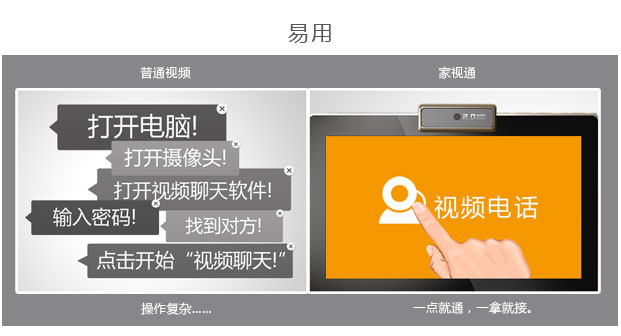 易用
普通视频
家视通
打开电脑!
打开摄像头!
打开视频聊天软件!
输入密码!
找到对方!
点击开始“视频聊天!”
视频电话
操作复杂......
一点就通，一拿就接。